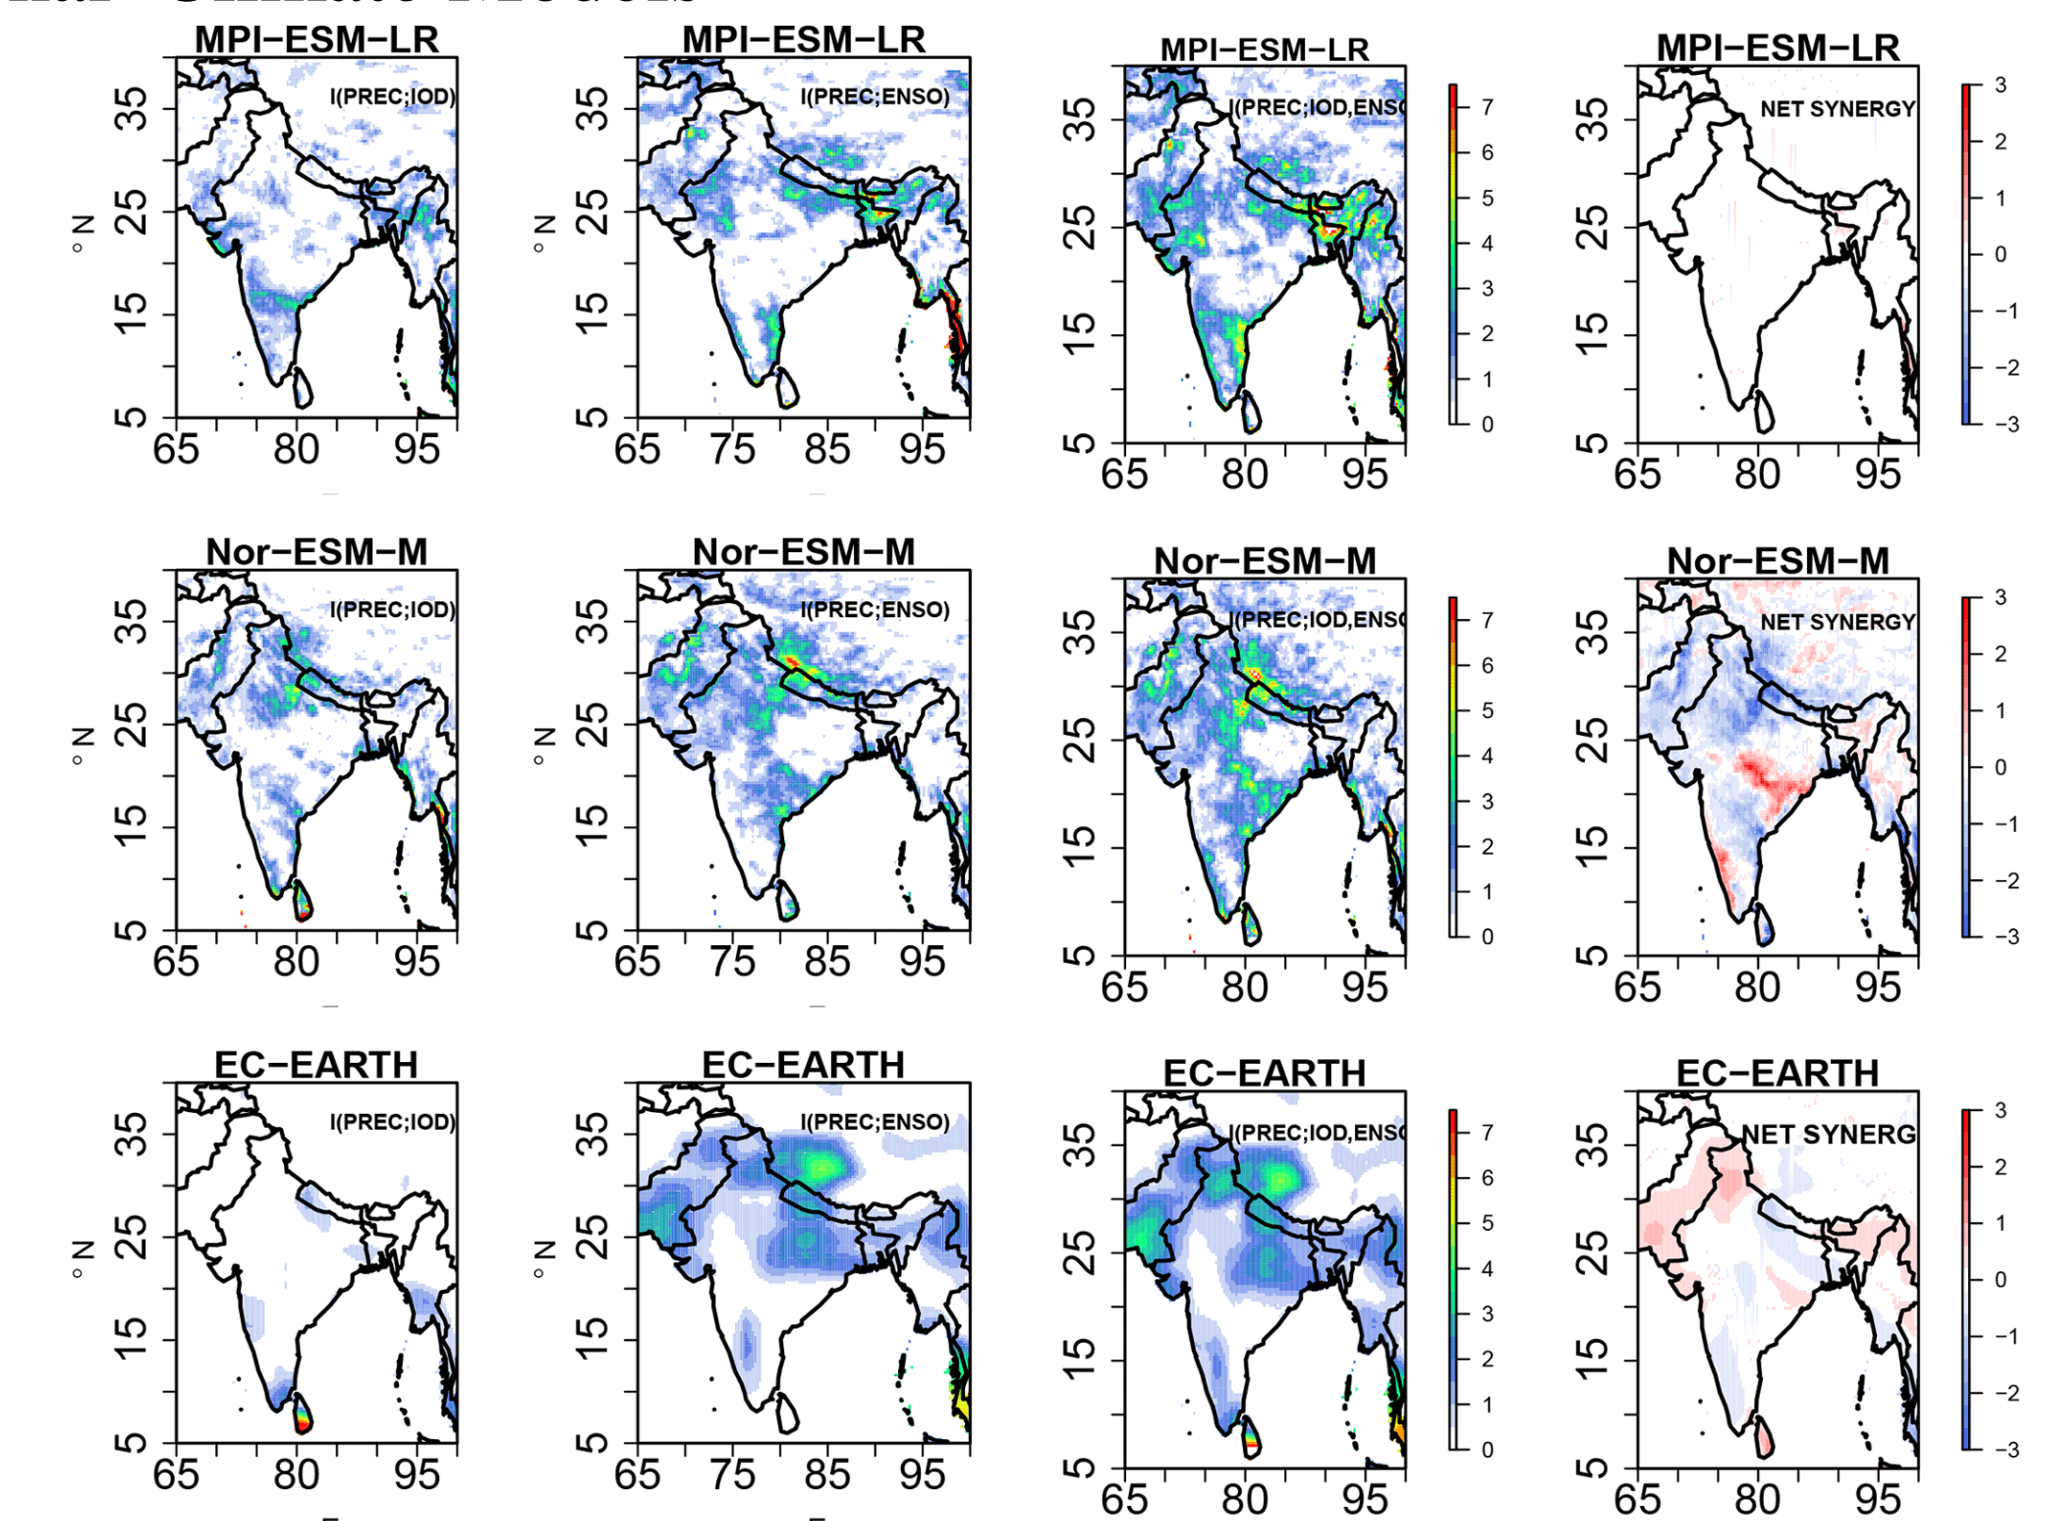 Climate Models
MPI−ESM−LR MPI−ESM−LR MPI−ESM−LR MPI−ESM−LR
I(PREC;IOD) I(PREC;ENSO) I(PREC;IOD,ENSO NET SYNERGY
° N 5 15 25 35
65 80 95
° N 5 15 25 35
65 75 85 95
5 15 25 35
65 80 95
7 6 5 4 3 2 1 0
5 15 25 35
65 80 95
3 2 1 0 −1 −2 −3
Nor−ESM−M Nor−ESM−M Nor−ESM−M Nor−ESM−M
I(PREC;IOD) I(PREC;ENSO) I(PREC;IOD,ENSO NET SYNERGY
° N 5 15 25 35
65 80 95
° N 5 15 25 35
65 75 85 95
5 15 25 35
65 80 95
7 6 5 4 3 2 1 0
5 15 25 35
65 80 95
3 2 1 0 −1 −2 −3
EC−EARTH EC−EARTH EC−EARTH EC−EARTH
I(PREC;IOD) I(PREC;ENSO) I(PREC;IOD,ENSO NET SYNERG
° N 5 15 25 35
65 80 95
° N 5 15 25 35
65 75 85 95
5 15 25 35
65 80 95
7 6 5 4 3 2 1 0
5 15 25 35
65 80 95
3 2 1 0 −1 −2 −3